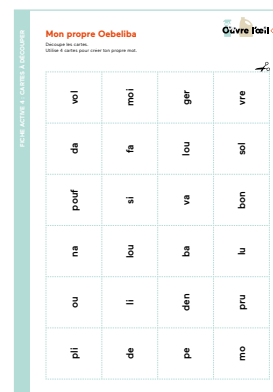 FICHE ACTIVE 4 : CARTES À DÉCOUPER
Mon propre Oebeliba
Découpe les cartes.
Utilise 4 cartes pour créer ton propre mot.
Ouvre l'œil
vol moi ger vre
da fa lou sol
pouf si va bon
na lou ba lu
ou li den pru
pli de pe mo